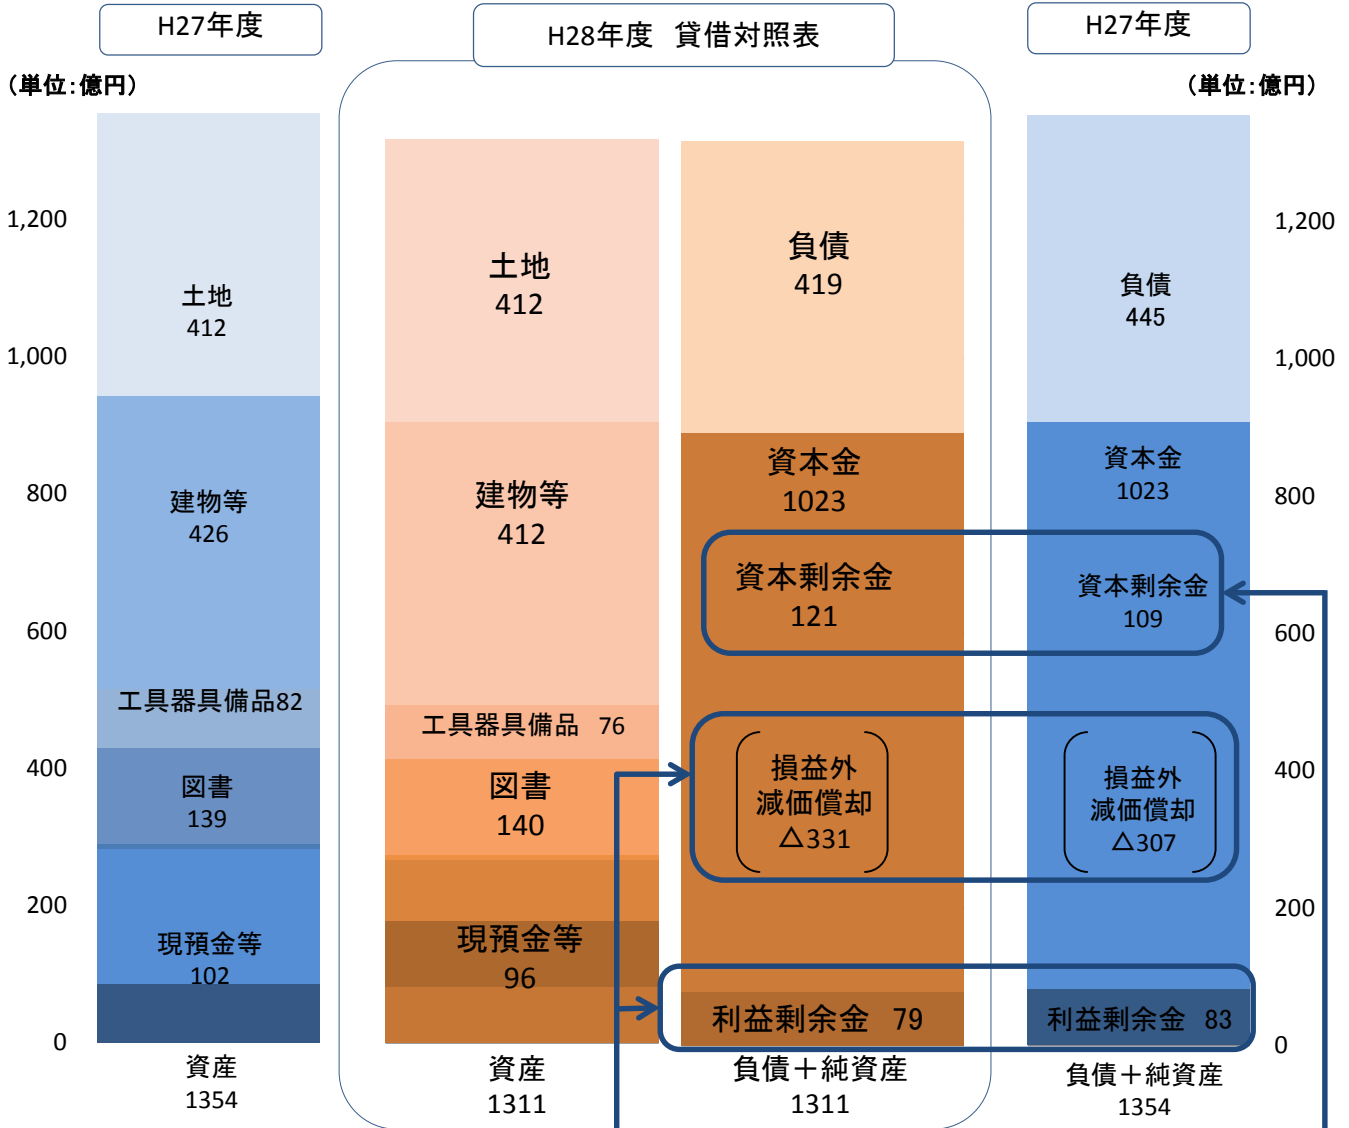 H27年度
H28年度 貸借対照表
H27年度
（単位：億円）
（単位：億円）
1,200
1,000
800
600
400
200
0
土地
412
建物等
426
工具器具備品82
図書
139
現預金等
102
資産
1354
土地
412
建物等
412
工具器具備品 76
図書
140
現預金等
96
資産
1311
負債
419
資本金
1023
資本剰余金
121
損益外
減価償却
△331
利益剰余金 79
負債＋純資産
1311
負債
445
資本金
1023
資本剰余金
109
損益外
減価償却
△307
利益剰余金 83
負債＋純資産
1354
1,200
1,000
800
600
400
200
0